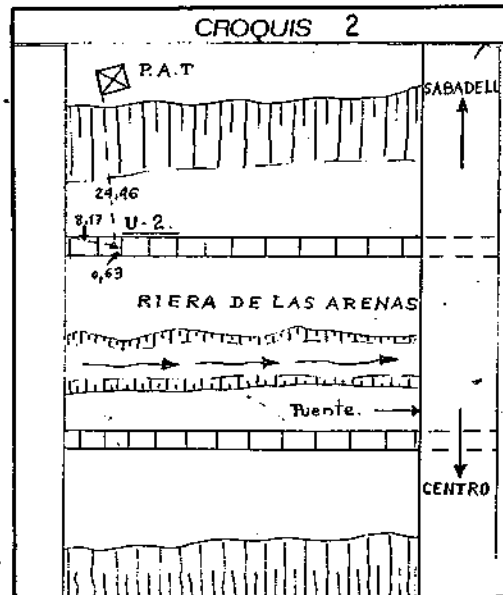 CROQUIS 2
P.A.T
SABADELL
24,46
8,17
U-2.
0,63
RIERA DE LAS ARENAS
Puente.
CENTRO